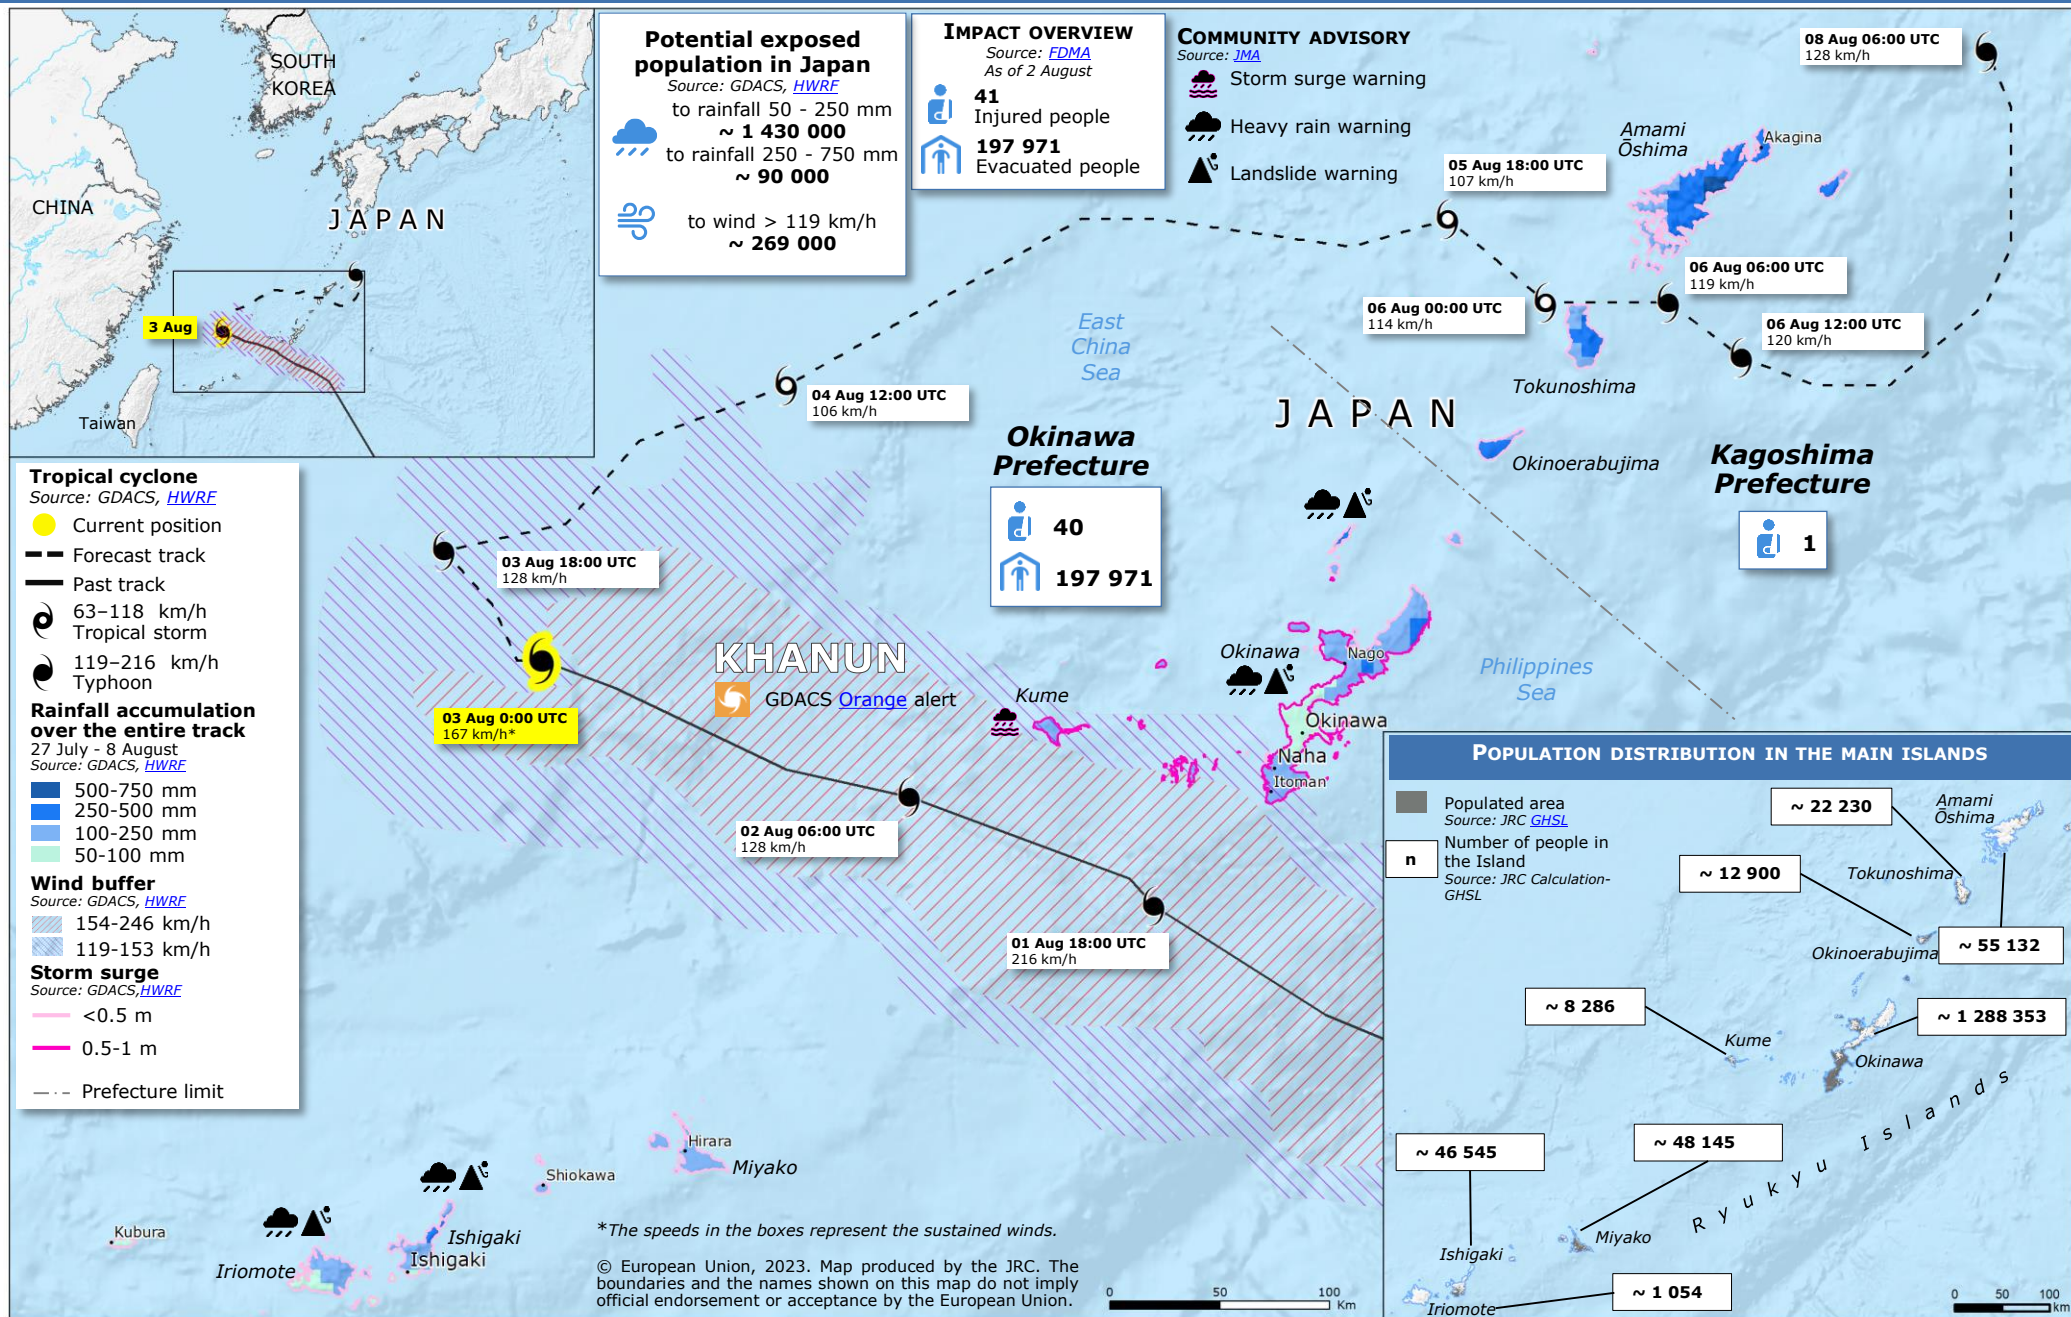 SOUTH
KOREA
CHINA
JAPAN
3 Aug
Taiwan
Potential exposed
population in Japan
Source: GDACS, HWRF
to rainfall 50 - 250 mm
~ 1 430 000
to rainfall 250 - 750 mm
~ 90 000
to wind > 119 km/h
~ 269 000
IMPACT OVERVIEW
Source: FDMA
As of 2 August
41
Injured people
197 971
Evacuated people
COMMUNITY ADVISORY
Source: JMA
Storm surge warning
Heavy rain warning
Landslide warning
08 Aug 06:00 UTC
128 km/h
Amami
Ōshima
Akagina
05 Aug 18:00 UTC
107 km/h
06 Aug 06:00 UTC
119 km/h
06 Aug 00:00 UTC
114 km/h
06 Aug 12:00 UTC
120 km/h
East
China
Sea
Tokunoshima
04 Aug 12:00 UTC
106 km/h
JAPAN
Okinawa
Prefecture
40
197 971
Okinoerabujima
Kagoshima
Prefecture
1
Tropical cyclone
Source: GDACS, HWRF
Current position
Forecast track
Past track
63–118 km/h
Tropical storm
119–216 km/h
Typhoon
Rainfall accumulation
over the entire track
27 July - 8 August
Source: GDACS, HWRF
500-750 mm
250-500 mm
100-250 mm
50-100 mm
Wind buffer
Source: GDACS, HWRF
154-246 km/h
119-153 km/h
Storm surge
Source: GDACS,HWRF
<0.5 m
0.5-1 m
Prefecture limit
03 Aug 18:00 UTC
128 km/h
KHANUN
GDACS Orange alert
03 Aug 0:00 UTC
167 km/h*
Kume
Okinawa
Nago
Philippines
Sea
Okinawa
Naha
Itoman
02 Aug 06:00 UTC
128 km/h
01 Aug 18:00 UTC
216 km/h
Hirara
Miyako
Shiokawa
Kubura
Ishigaki
Ishigaki
Iriomote
*The speeds in the boxes represent the sustained winds.
© European Union, 2023. Map produced by the JRC. The
boundaries and the names shown on this map do not imply
official endorsement or acceptance by the European Union.
0 50 100
Km
POPULATION DISTRIBUTION IN THE MAIN ISLANDS
Populated area
Source: JRC GHSL
n
Number of people in
the Island
Source: JRC Calculation-
GHSL
~ 22 230
Amami
Ōshima
~ 12 900
Tokunoshima
Okinoerabujima
~ 55 132
~ 8 286
~ 1 288 353
Kume
Okinawa
Ryukyu Islands
~ 46 545
~ 48 145
Miyako
Ishigaki
~ 1 054
Iriomote
0 50 100
km